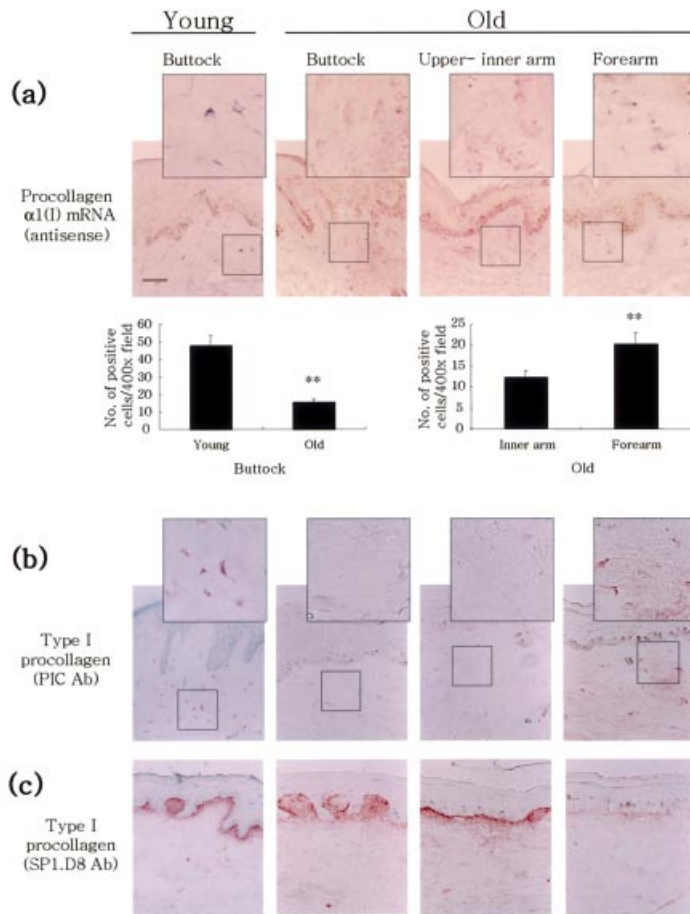 Young Old
Buttock Buttock Upper- inner arm Forearm
(a)
Procollagen
α1(I) mRNA
(antisense)
No. of positive
cells/400x field
60
50
40
30
20
10
0
**
Young Old
Buttock
No. of positive
cells/400x field
25
20
15
10
5
0
**
Inner arm Forearm
Old
(b)
Type I
procollagen
(PIC Ab)
(c)
Type I
procollagen
(SP1.D8 Ab)